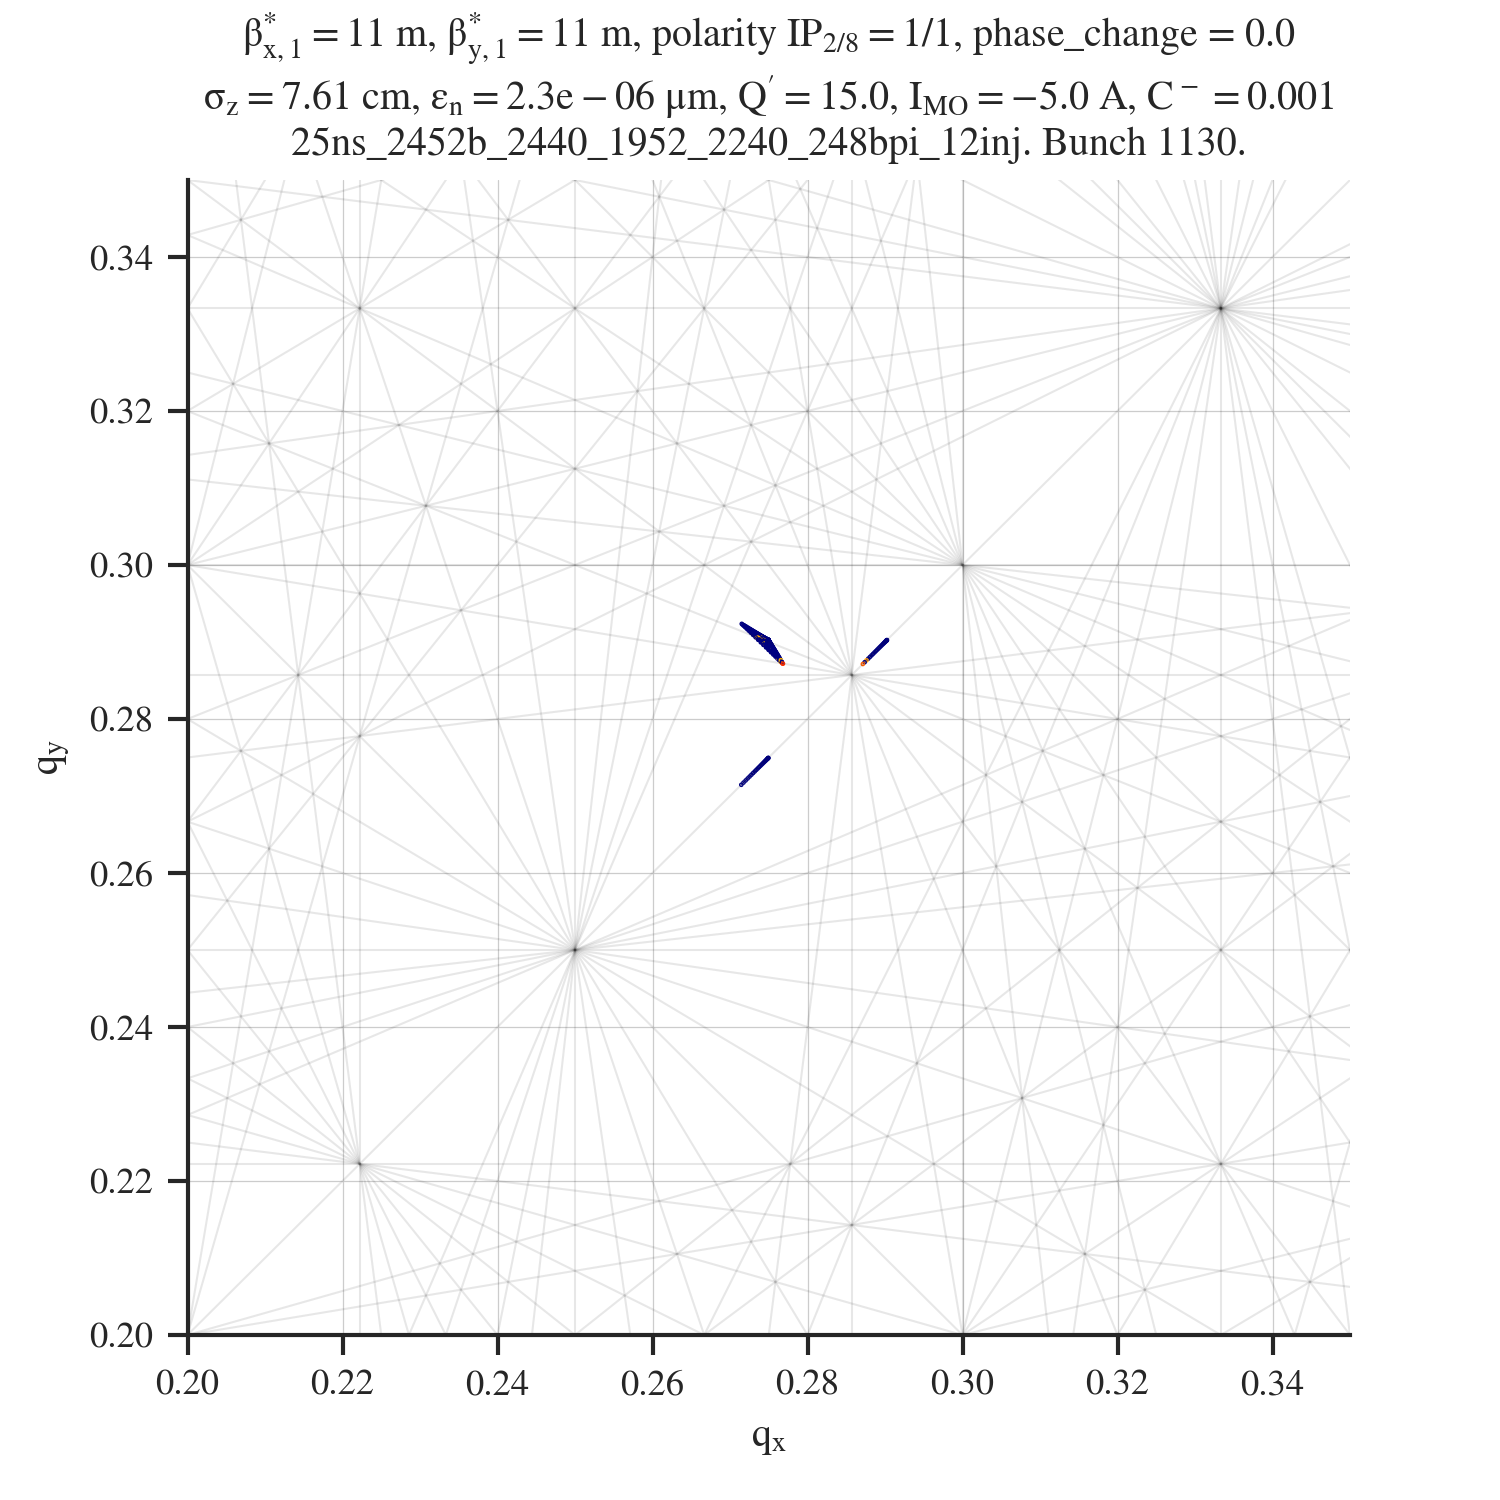 β*x, 1 = 11 m, β*y, 1 = 11 m, polarity IP2/8 = 1/1, phase_change = 0.0
σz = 7.61 cm, εn = 2.3e − 06 μm, Q′ = 15.0, IMO = −5.0 A, C− = 0.001
25ns_2452b_2440_1952_2240_248bpi_12inj. Bunch 1130.
0.34
0.32
0.30
0.28
qy
0.26
0.24
0.22
0.20
0.20 0.22 0.24 0.26 0.28 0.30 0.32 0.34
qx